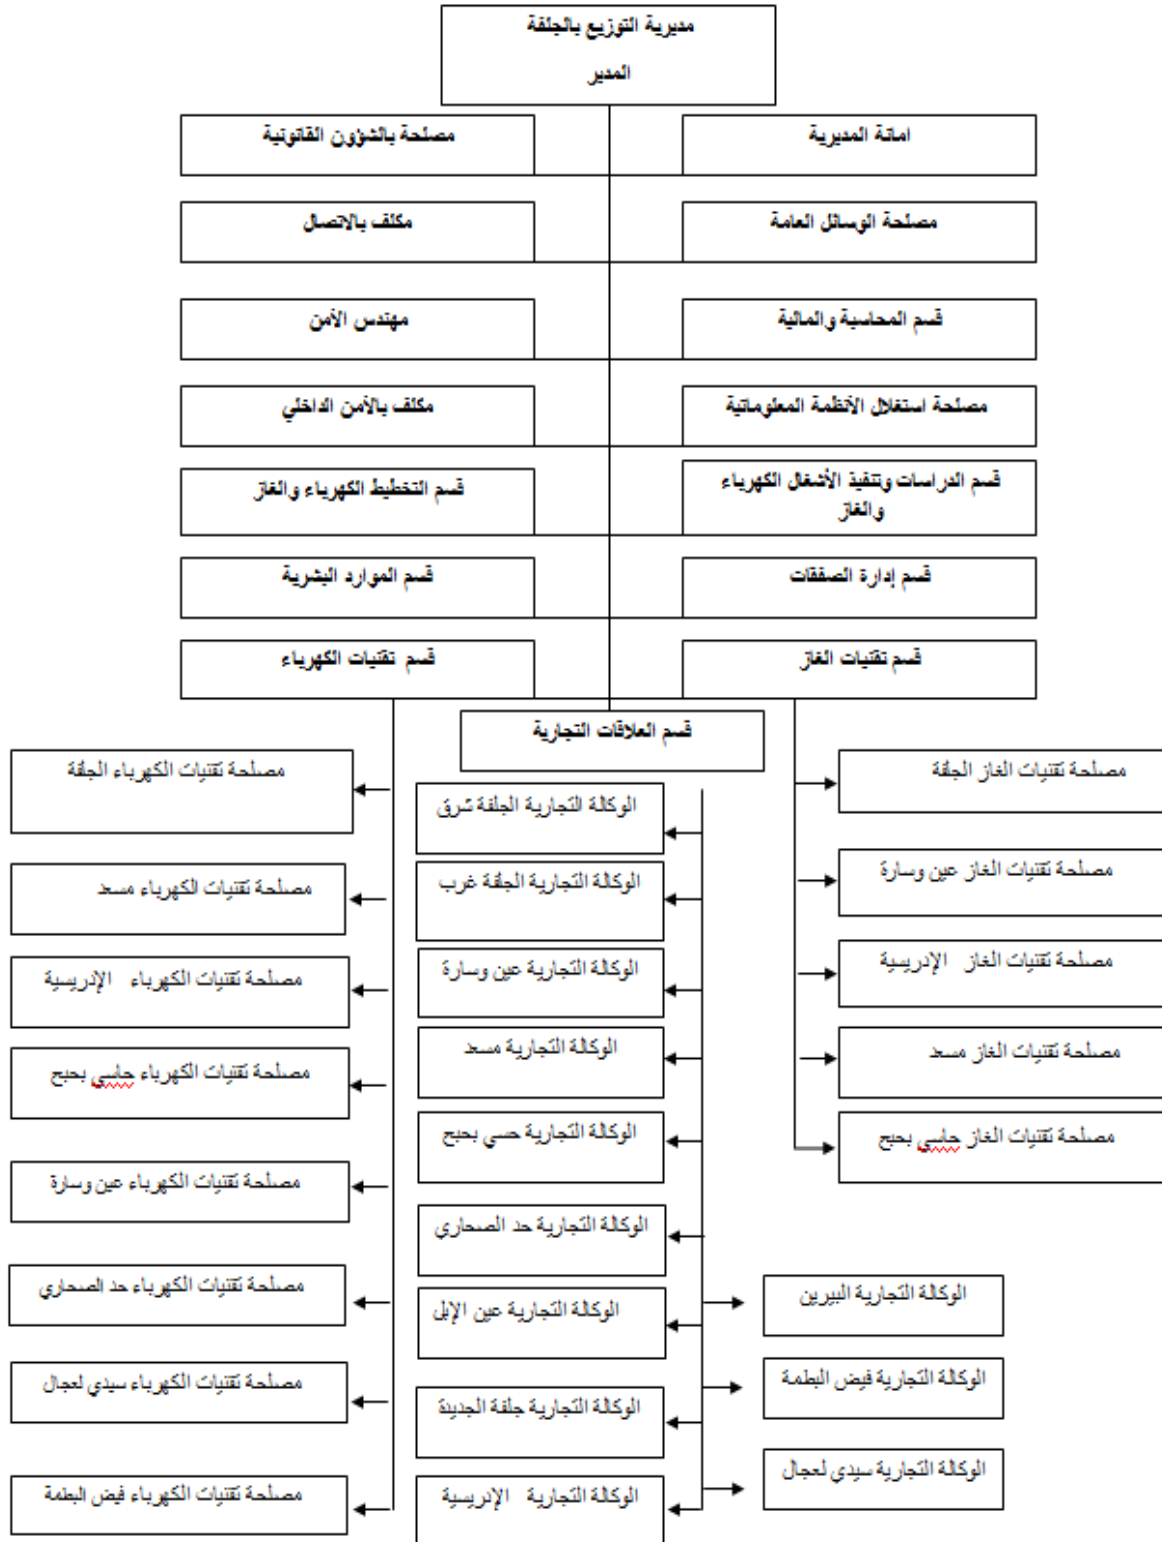 مديرية التوزيع بالجلفة
المدير
امانة المديرية
مصلحة بالشؤون القانونية
مصلحة الوسائل العامة
مكلف بالاتصال
قسم المحاسبة والمالية
مهندس الأمن
مصلحة استغلال الأنظمة المعلوماتية
مكلف بالأمن الداخلي
قسم الدراسات وتنفيذ الأشغال الكهرباء
والغاز
قسم التخطيط الكهرباء والغاز
قسم إدارة الصفقات
قسم الموارد البشرية
قسم تقنيات الغاز
قسم تقنيات الكهرباء
قسم العلاقات التجارية
مصلحة تقنيات الغاز الجلفة
مصلحة تقنيات الغاز عين وسارة
مصلحة تقنيات الغاز الإدريسية
مصلحة تقنيات الغاز مسعد
مصلحة تقنيات الغاز حاسي بحبح
الوكالة التجارية الجلفة شرق
الوكالة التجارية الجلفة غرب
الوكالة التجارية عين وسارة
الوكالة التجارية مسعد
الوكالة التجارية حسي بحبح
الوكالة التجارية حد الصحاري
الوكالة التجارية عين الإبل
الوكالة التجارية جلفة الجديدة
الوكالة التجارية الإدريسية
الوكالة التجارية البيرين
الوكالة التجارية فيض البطمة
الوكالة التجارية سيدي لعجال
مصلحة تقنيات الكهرباء الجلفة
مصلحة تقنيات الكهرباء مسعد
مصلحة تقنيات الكهرباء الإدريسية
مصلحة تقنيات الكهرباء حاسي بحبح
مصلحة تقنيات الكهرباء عين وسارة
مصلحة تقنيات الكهرباء حد الصحاري
مصلحة تقنيات الكهرباء سيدي لعجال
مصلحة تقنيات الكهرباء فيض البطمة